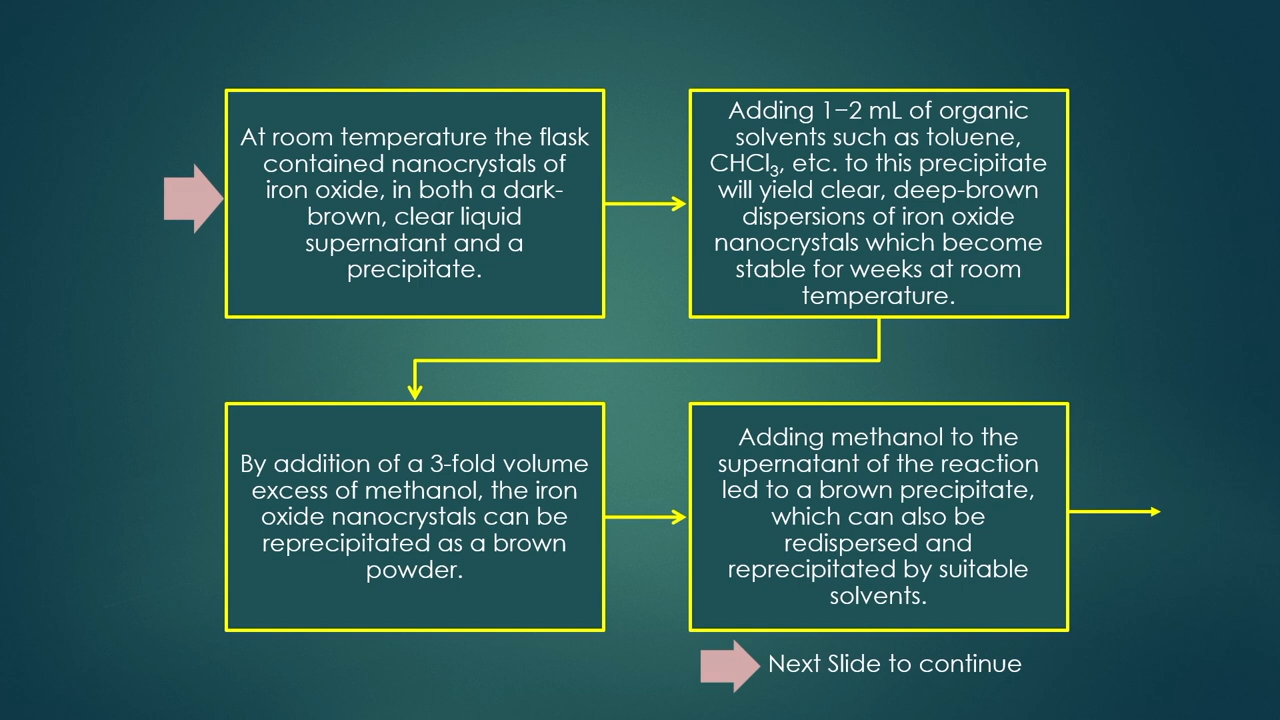 At room temperature the flask
contained nanocrystals of
iron oxide, in both a dark-
brown, clear liquid
supernatant and a
precipitate.
Adding 1−2 mL of organic
solvents such as toluene,
CHCl₃, etc. to this precipitate
will yield clear, deep-brown
dispersions of iron oxide
nanocrystals which become
stable for weeks at room
temperature.
By addition of a 3-fold volume
excess of methanol, the iron
oxide nanocrystals can be
reprecipitated as a brown
powder.
Adding methanol to the
supernatant of the reaction
led to a brown precipitate,
which can also be
redispersed and
reprecipitated by suitable
solvents.
Next Slide to continue